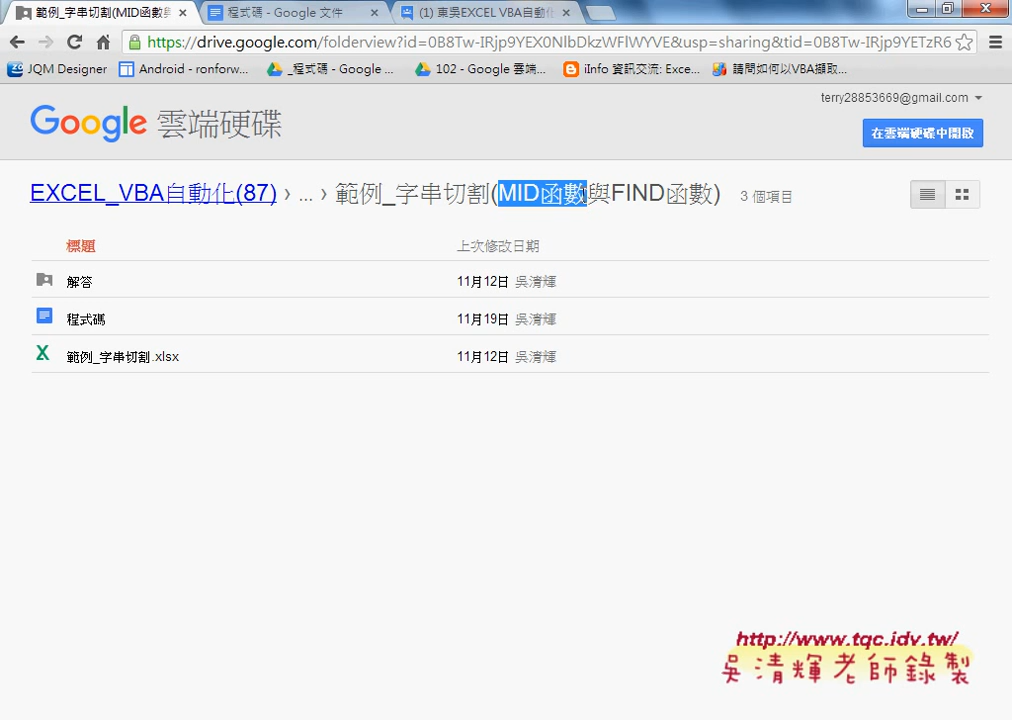 範例_字串切割(MID函數與
程式碼 - Google 文件
(1) 東吳EXCEL VBA自動化
https://drive.google.com/folderview?id=0B8Tw-IRjp9YEX0NlbDkzWFlWYVE&usp=sharing&tid=0B8Tw-IRjp9YETzR6
JQM Designer
Android - ronforw...
_程式碼 - Google ...
102 - Google 雲端...
iInfo 資訊交流: Exce...
請問如何以VBA擷取...
terry28853669@gmail.com
Google 雲端硬碟
在雲端硬碟中開啟
EXCEL_VBA自動化(87) › ... › 範例_字串切割(MID函數與FIND函數) 3 個項目
標題 上次修改日期
解答 11月12日 吳清輝
程式碼 11月19日 吳清輝
範例_字串切割.xlsx 11月12日 吳清輝
http://www.tqc.idv.tw/
吳清輝老師錄製